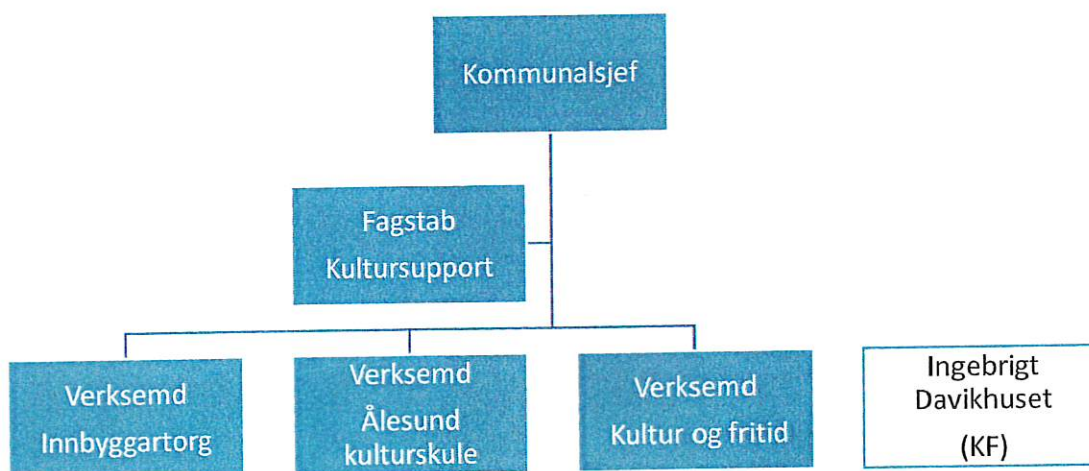 Kommunalsjef
Fagstab
Kultursupport
Verksemd
Innbyggartorg
Verksemd
Ålesund
kulturskule
Verksemd
Kultur og fritid
Ingebrigt
Davikhuset
(KF)